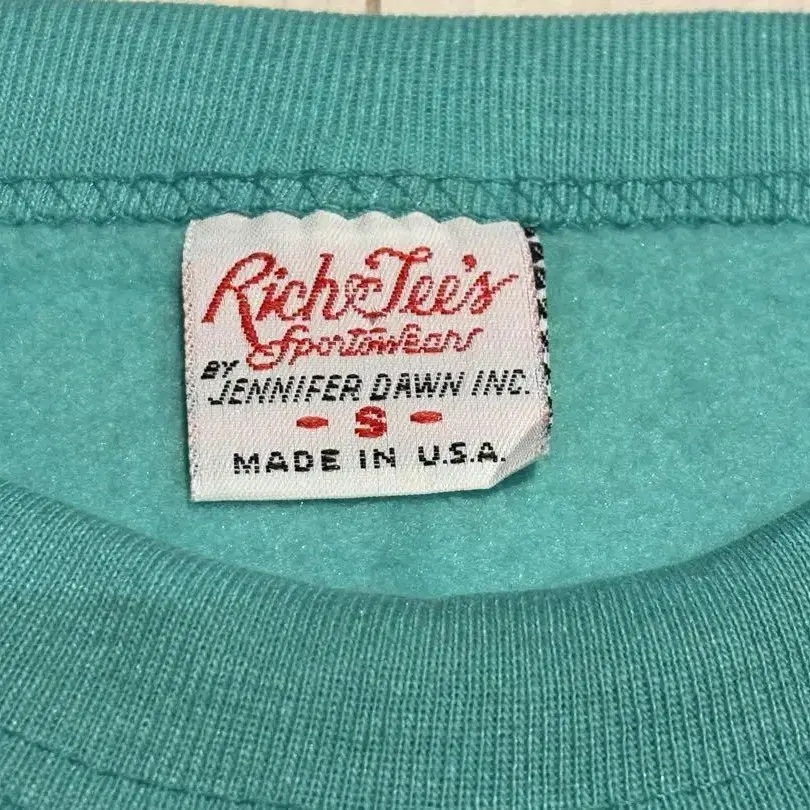 Rich & Tee's
Sportswear
BY
JENNIFER DAWN INC.
- S -
MADE IN U.S.A.